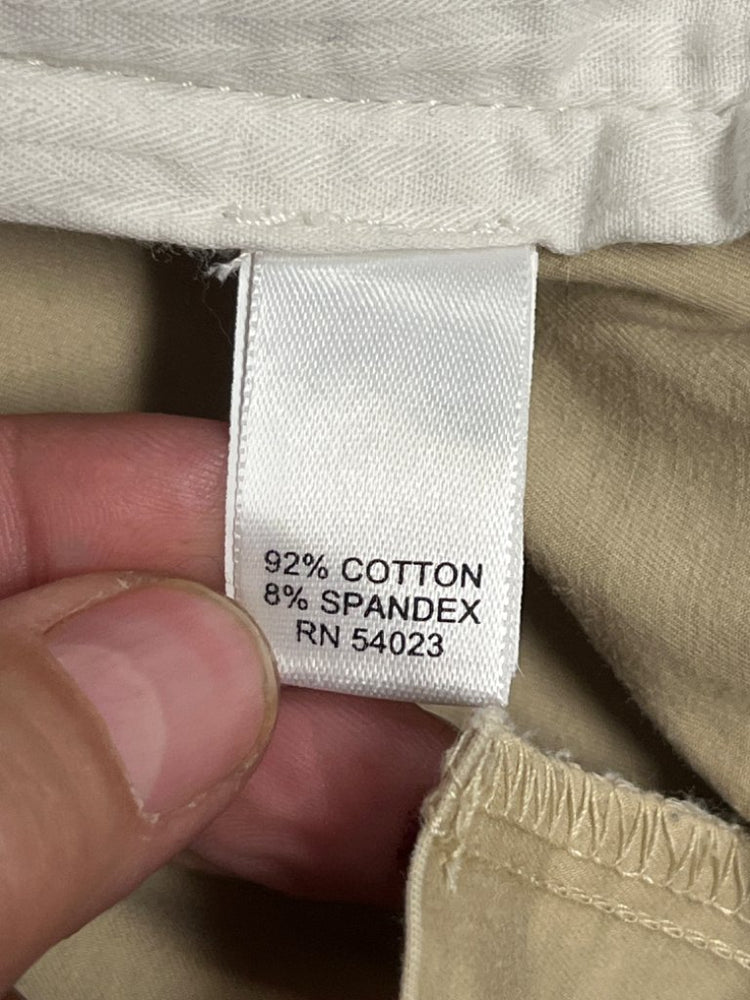 92% COTTON
8% SPANDEX
RN 54023